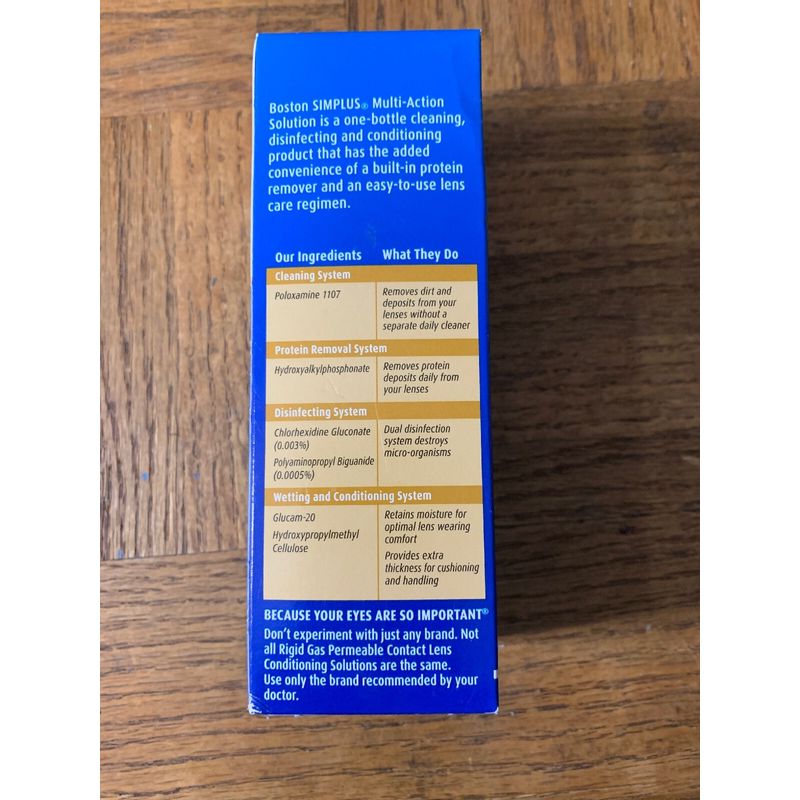 Boston SIMPLUS® Multi-Action
Solution is a one-bottle cleaning,
disinfecting and conditioning
product that has the added
convenience of a built-in protein
remover and an easy-to-use lens
care regimen.
Our Ingredients
What They Do
Cleaning System
Poloxamine 1107
Removes dirt and
deposits from your
lenses without a
separate daily cleaner
Protein Removal System
Hydroxyalkylphosphonate
Removes protein
deposits daily from
your lenses
Disinfecting System
Chlorhexidine Gluconate
(0.003%)
Polyaminopropyl Biguanide
(0.0005%)
Dual disinfection
system destroys
micro-organisms
Wetting and Conditioning System
Glucam-20
Hydroxypropylmethyl
Cellulose
Retains moisture for
optimal lens wearing
comfort
Provides extra
thickness for cushioning
and handling
BECAUSE YOUR EYES ARE SO IMPORTANT®
Don't experiment with just any brand. Not
all Rigid Gas Permeable Contact Lens
Conditioning Solutions are the same.
Use only the brand recommended by your
doctor.